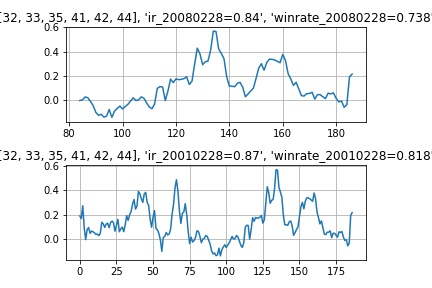 [32, 33, 35, 41, 42, 44], 'ir_20080228=0.84', 'winrate_20080228=0.738'
0.6
0.4
0.2
0.0
80 100 120 140 160 180
[32, 33, 35, 41, 42, 44], 'ir_20010228=0.87', 'winrate_20010228=0.818'
0.6
0.4
0.2
0.0
0 25 50 75 100 125 150 175